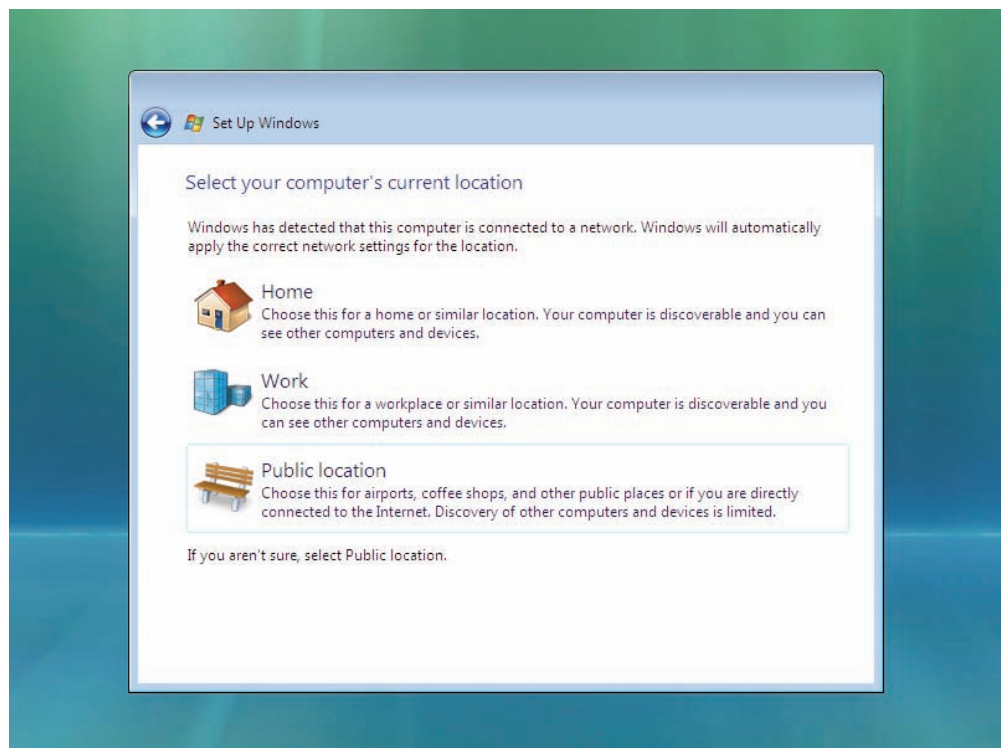 Set Up Windows
Select your computer's current location
Windows has detected that this computer is connected to a network. Windows will automatically
apply the correct network settings for the location.
Home
Choose this for a home or similar location. Your computer is discoverable and you can
see other computers and devices.
Work
Choose this for a workplace or similar location. Your computer is discoverable and you
can see other computers and devices.
Public location
Choose this for airports, coffee shops, and other public places or if you are directly
connected to the Internet. Discovery of other computers and devices is limited.
If you aren't sure, select Public location.